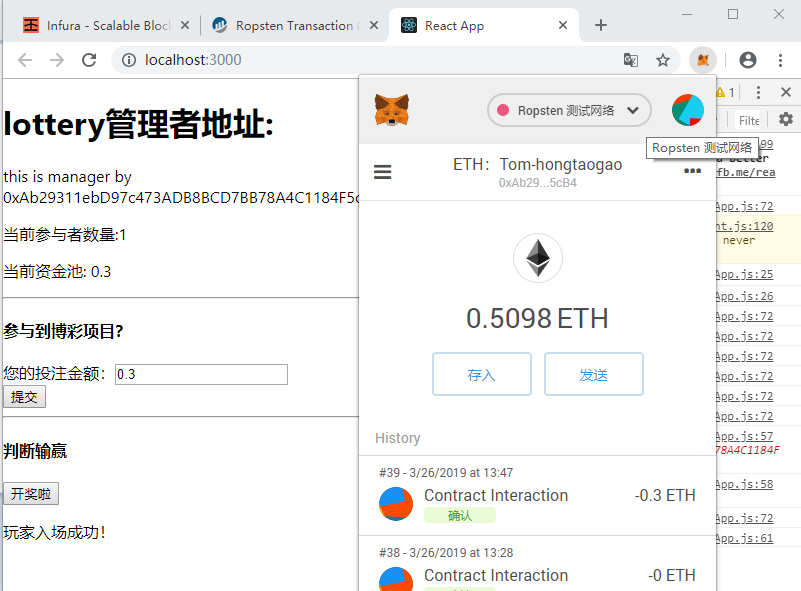 Infura - Scalable Bloc
Ropsten Transaction
React App
localhost:3000
lottery管理者地址:
this is manager by
0xAb29311ebD97c473ADB8BCD7BB78A4C1184F5c
当前参与者数量:1
当前资金池: 0.3
参与到博彩项目?
您的投注金额: 0.3
提交
判断输赢
开奖啦
玩家入场成功!
Ropsten 测试网络
Ropsten 测试网络
ETH: Tom-hongtaogao
0xAb29...5cB4
0.5098 ETH
存入
发送
History
#39 - 3/26/2019 at 13:47
Contract Interaction
-0.3 ETH
确认
#38 - 3/26/2019 at 13:28
Contract Interaction
-0 ETH
1
Filte
99
better
fb.me/rea
App.js:72
nt.js:120
never
App.js:25
App.js:26
App.js:72
App.js:72
App.js:72
App.js:72
App.js:72
App.js:72
App.js:57
78A4C1184F
App.js:58
App.js:72
App.js:61